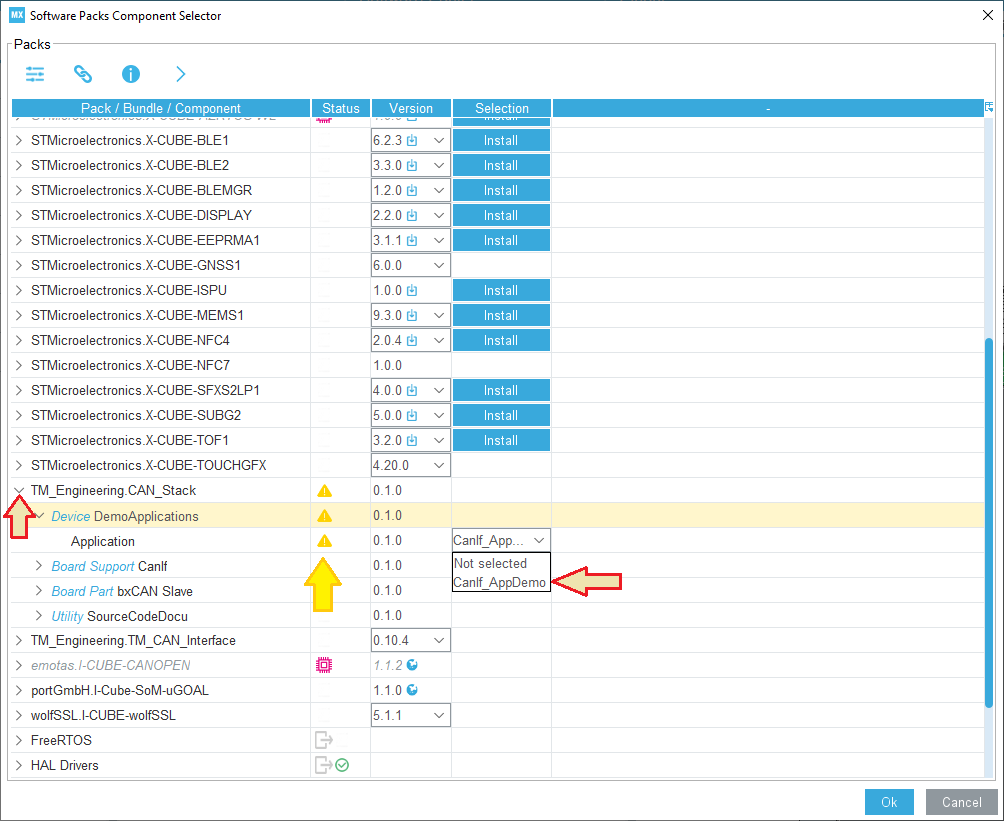 MX Software Packs Component Selector
Packs
Pack / Bundle / Component Status Version Selection -
STMicroelectronics.X-CUBE-BLE1 6.2.3 Install
STMicroelectronics.X-CUBE-BLE2 3.3.0 Install
STMicroelectronics.X-CUBE-BLEMGR 1.2.0 Install
STMicroelectronics.X-CUBE-DISPLAY 2.2.0 Install
STMicroelectronics.X-CUBE-EEPRMA1 3.1.1 Install
STMicroelectronics.X-CUBE-GNSS1 6.0.0
STMicroelectronics.X-CUBE-ISPU 1.0.0 Install
STMicroelectronics.X-CUBE-MEMS1 9.3.0 Install
STMicroelectronics.X-CUBE-NFC4 2.0.4 Install
STMicroelectronics.X-CUBE-NFC7 1.0.0
STMicroelectronics.X-CUBE-SFXS2LP1 4.0.0 Install
STMicroelectronics.X-CUBE-SUBG2 5.0.0 Install
STMicroelectronics.X-CUBE-TOF1 3.2.0 Install
STMicroelectronics.X-CUBE-TOUCHGFX 4.20.0
TM_Engineering.CAN_Stack 0.1.0
Device DemoApplications 0.1.0
Application 0.1.0 CanIf_App...
Board Support CanIf 0.1.0 Not selected
CanIf_AppDemo
Board Part bxCAN Slave 0.1.0
Utility SourceCodeDocu 0.1.0
TM_Engineering.TM_CAN_Interface 0.10.4
emotas.I-CUBE-CANOPEN 1.1.2
portGmbH.I-Cube-SoM-uGOAL 1.1.0
wolfSSL.I-CUBE-wolfSSL 5.1.1
FreeRTOS
HAL Drivers
Ok Cancel